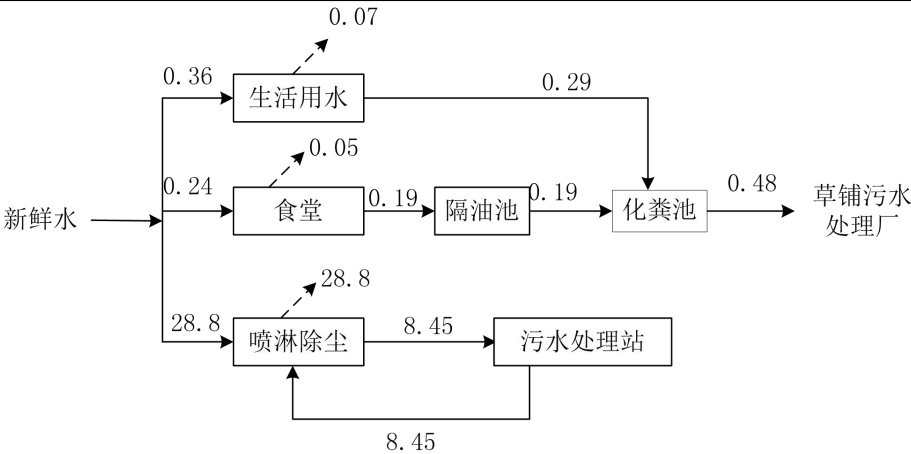 0.07
0.36
生活用水
0.29
0.05
0.24
食堂
0.19
隔油池
0.19
化粪池
0.48
草铺污水
处理厂
新鲜水
28.8
28.8
喷淋除尘
8.45
污水处理站
8.45